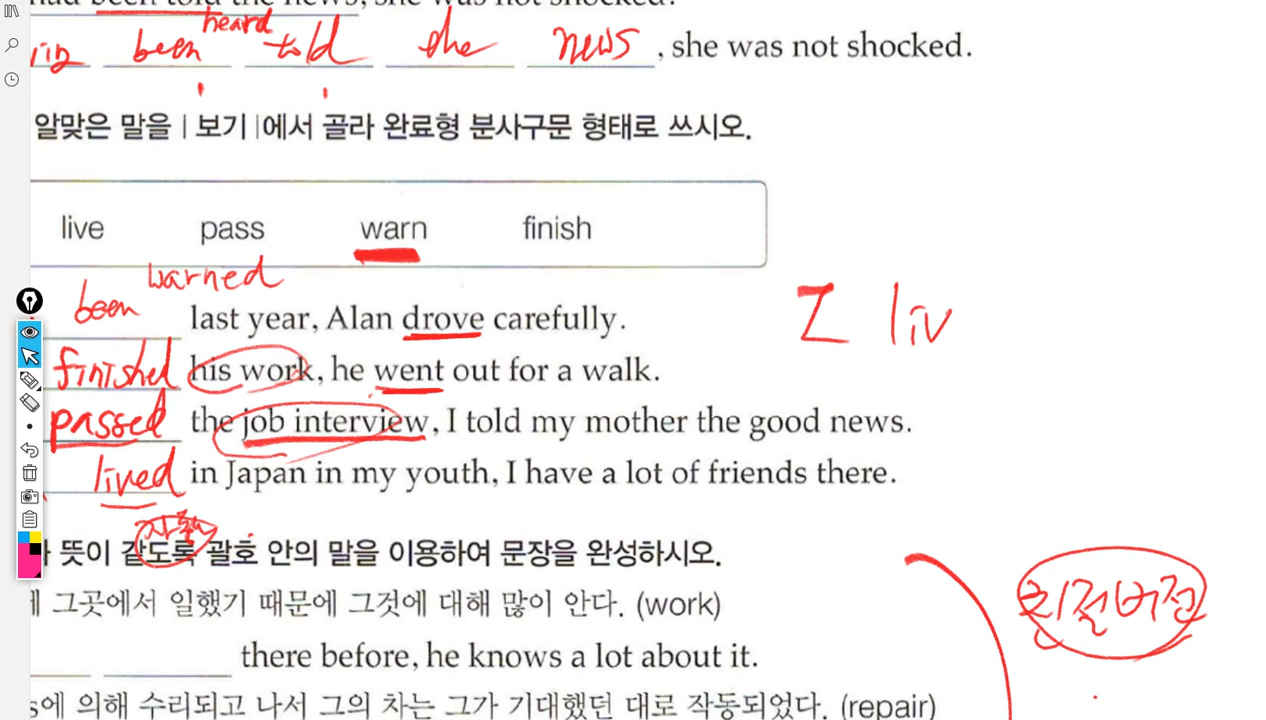 had been told the news, she was not shocked.
heard
been told the news, she was not shocked.
알맞은 말을 | 보기 |에서 골라 완료형 분사구문 형태로 쓰시오.
live pass warn finish
been warned last year, Alan drove carefully.
I liv
finished his work, he went out for a walk.
passed the job interview, I told my mother the good news.
lived in Japan in my youth, I have a lot of friends there.
뜻이 같도록 괄호 안의 말을 이용하여 문장을 완성하시오.
그곳에서 일했기 때문에 그것에 대해 많이 안다. (work)
친절버전
there before, he knows a lot about it.
에 의해 수리되고 나서 그의 차는 그가 기대했던 대로 작동되었다. (repair)